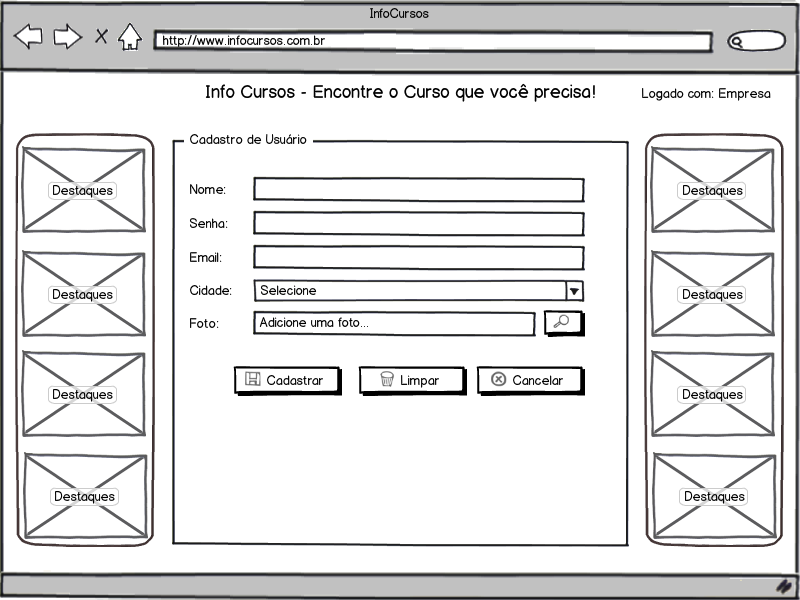 InfoCursos
http://www.infocursos.com.br
Info Cursos - Encontre o Curso que você precisa!
Logado com: Empresa
Destaques
Destaques
Destaques
Destaques
Cadastro de Usuário
Nome:
Senha:
Email:
Cidade: Selecione
Foto: Adicione uma foto...
Cadastrar Limpar Cancelar
Destaques
Destaques
Destaques
Destaques